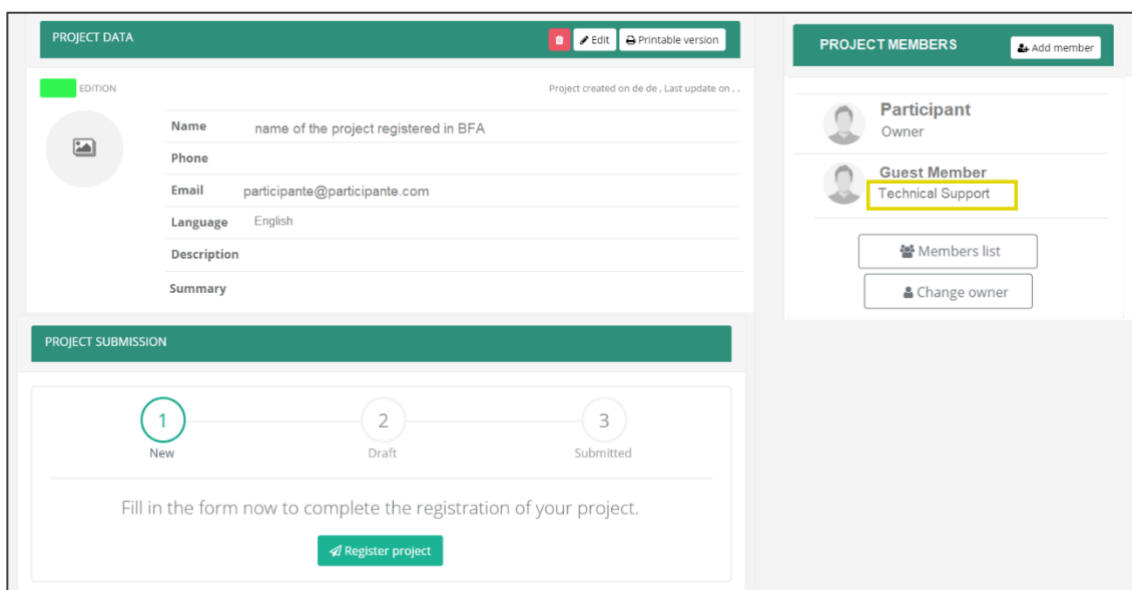 PROJECT DATA
Edit
Printable version
EDITION
Project created on de de , Last update on , .
Name name of the project registered in BFA
Phone
Email participante@participante.com
Language English
Description
Summary
PROJECT MEMBERS
Add member
Participant
Owner
Guest Member
Technical Support
Members list
Change owner
PROJECT SUBMISSION
1
New
2
Draft
3
Submitted
Fill in the form now to complete the registration of your project.
Register project